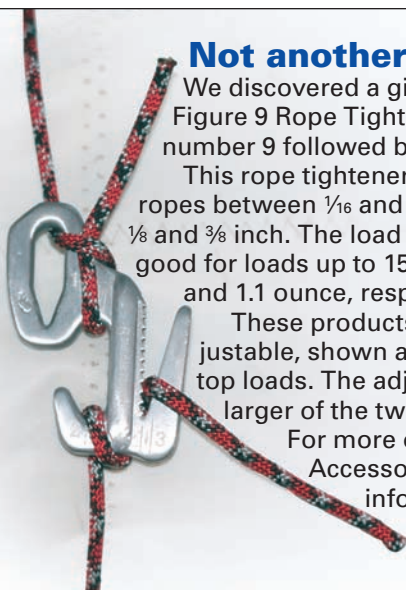 Not another
We discovered a gi
Figure 9 Rope Tight
number 9 followed b
This rope tightener
ropes between 1⁄16 and
1⁄8 and 3⁄8 inch. The load
good for loads up to 15
and 1.1 ounce, resp
These products
justable, shown a
top loads. The adj
larger of the tw
For more
Accesso
info